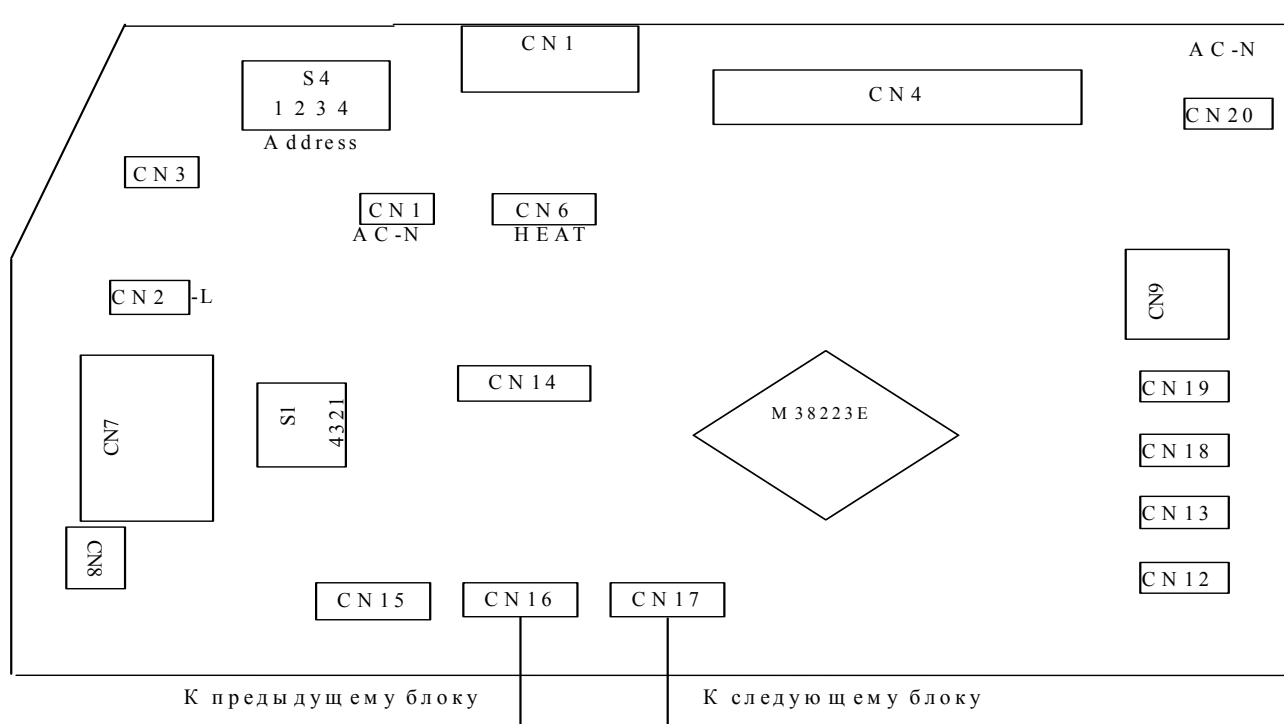 CN1
AC-N
S4
1 2 3 4
Address
CN4
CN20
CN3
CN1
AC-N
CN6
HEAT
CN2 -L
CN9
CN7
S1
4321
CN14
M38223E
CN19
CN18
CN13
CN8
CN12
CN15
CN16
CN17
К предыдущему блоку
К следующему блоку